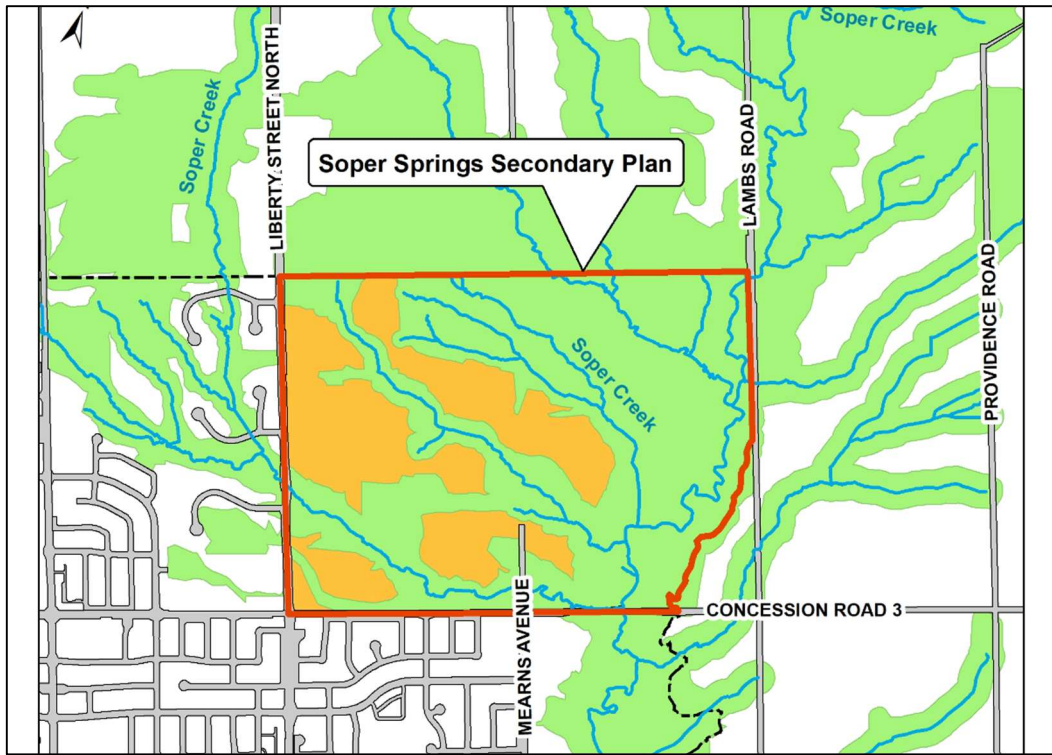 Soper Creek
Soper Creek
LIBERTY STREET NORTH
LAMBS ROAD
Soper Springs Secondary Plan
PROVIDENCE ROAD
Soper Creek
MEARNS AVENUE
CONCESSION ROAD 3